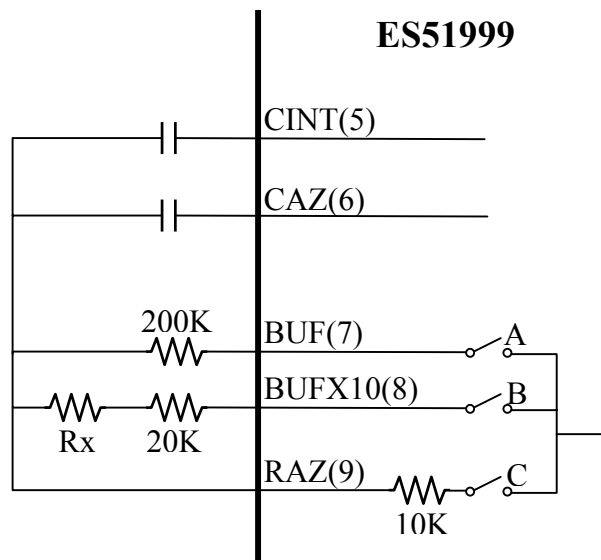 ES51999
CINT(5)
CAZ(6)
200K
BUF(7)
A
BUFX10(8)
B
Rx
20K
RAZ(9)
C
10K